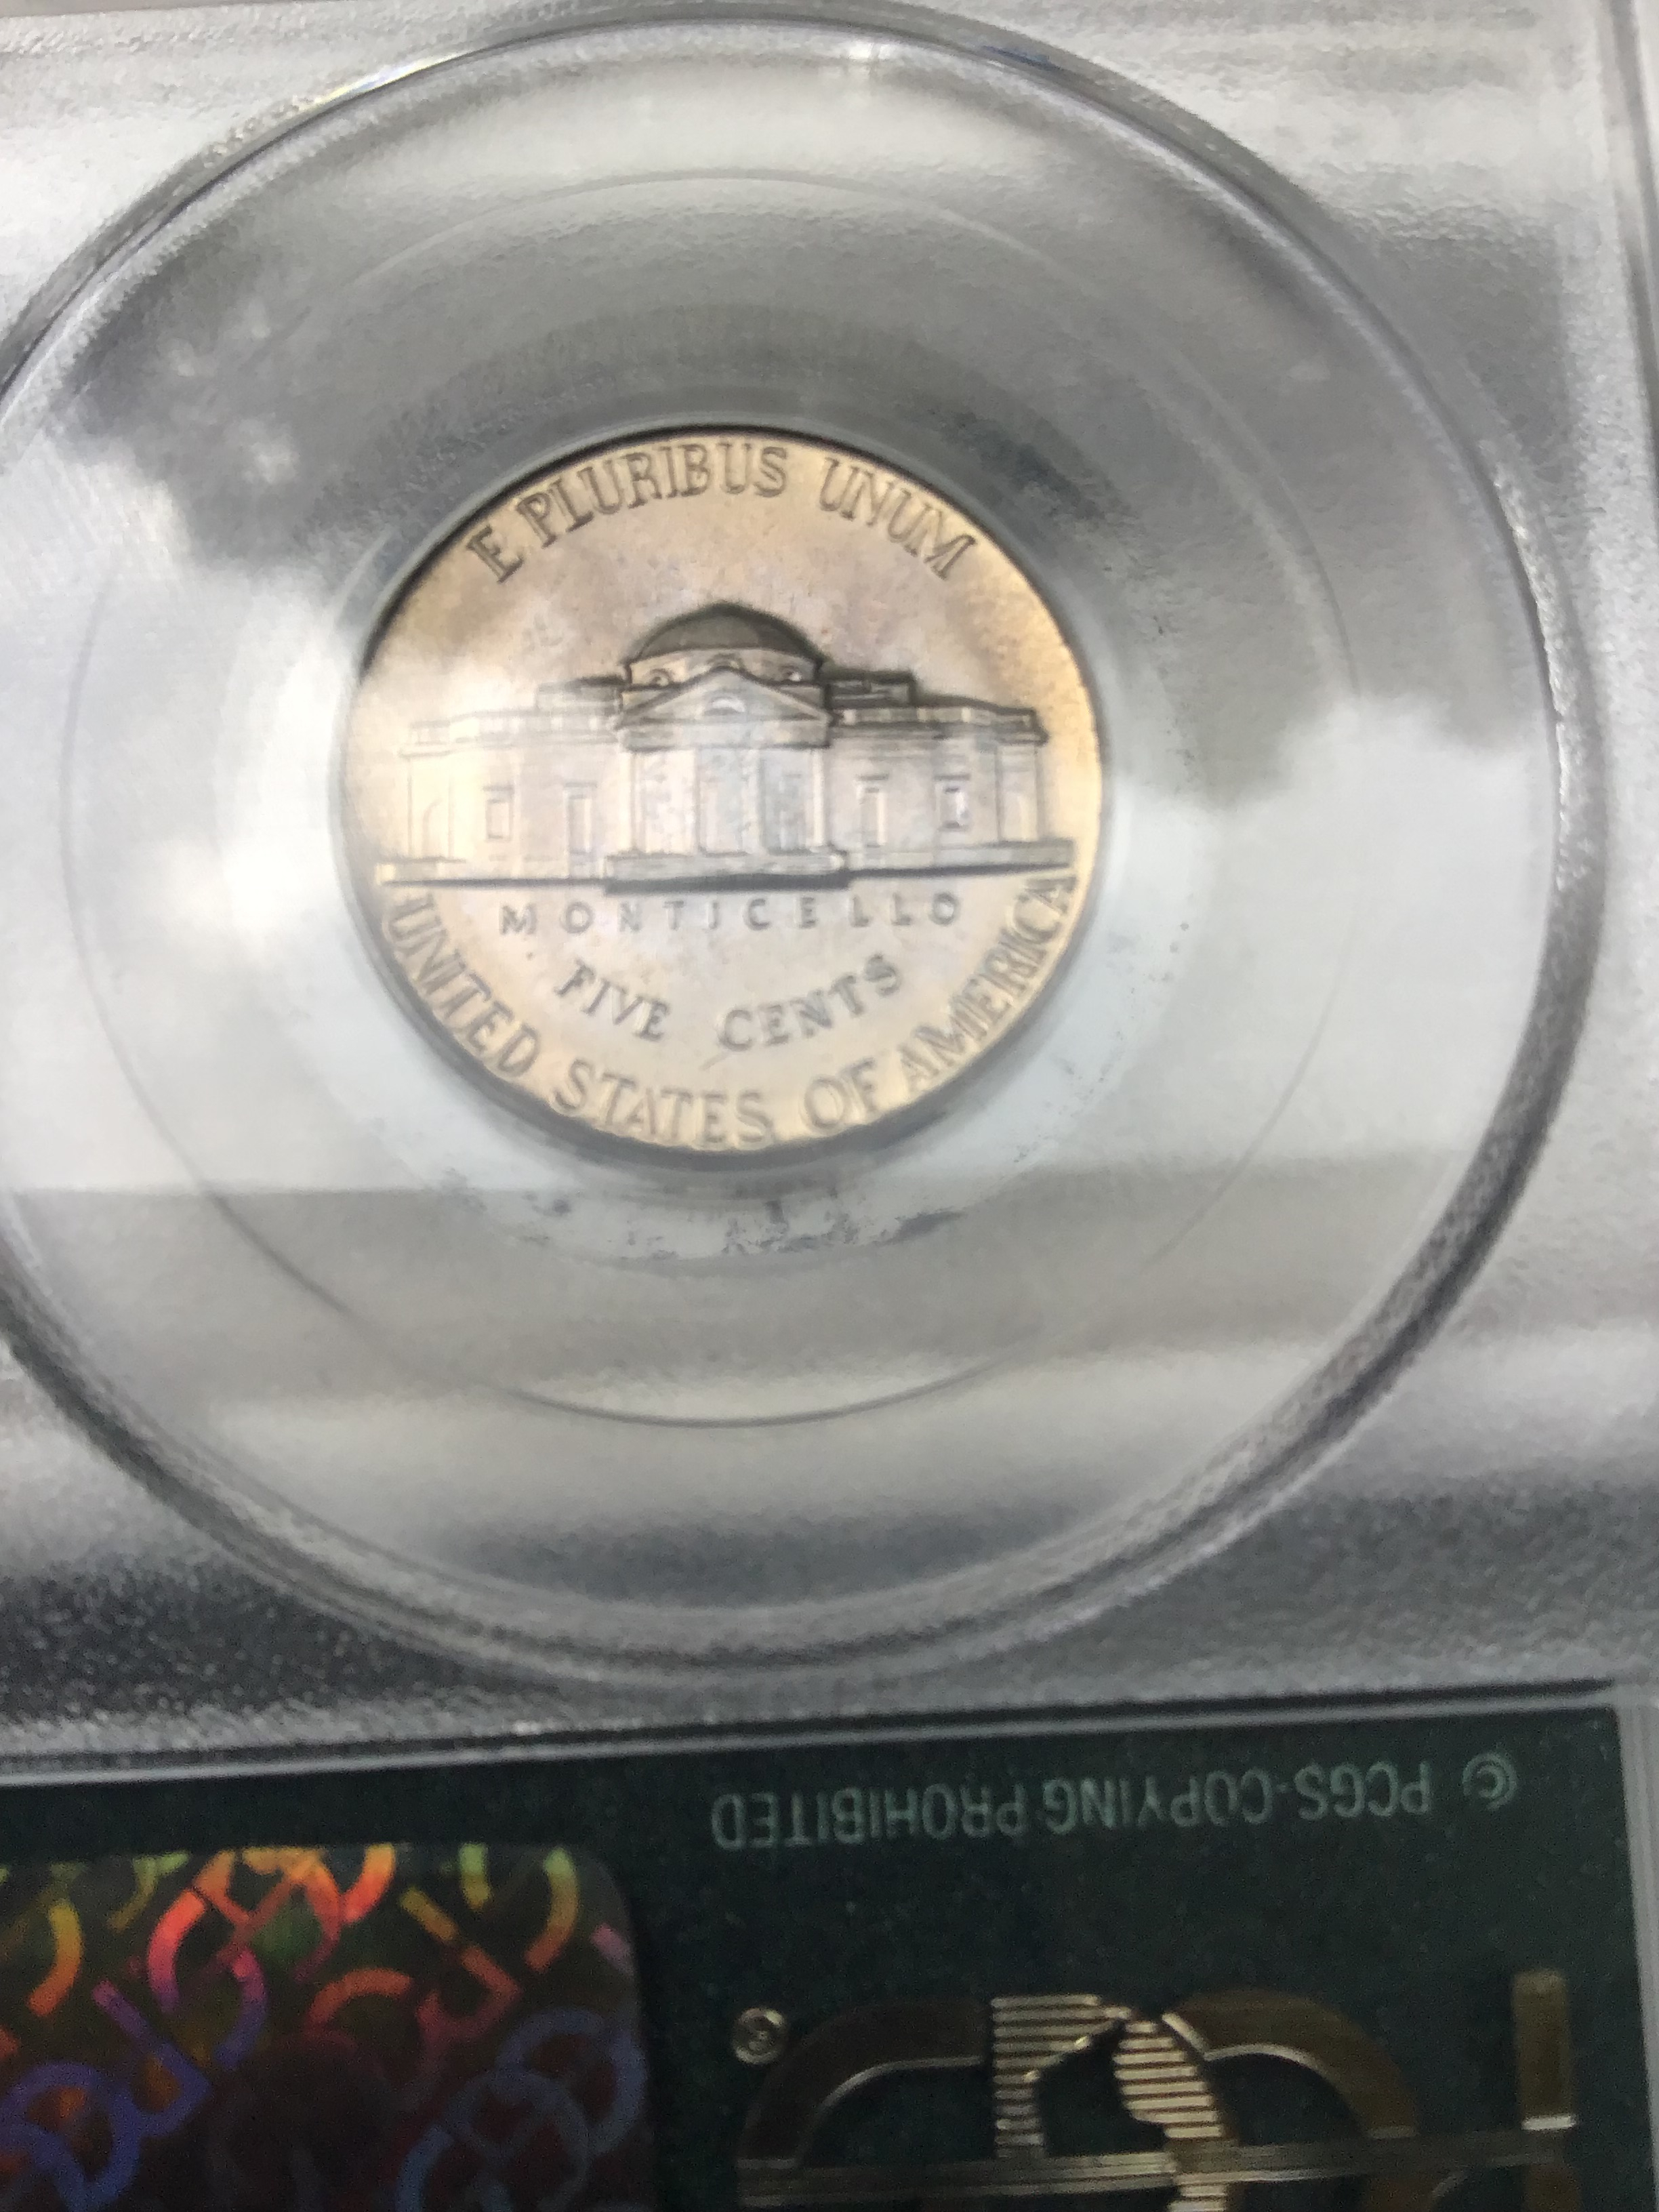 E PLURIBUS UNUM
MONTICELLO
FIVE CENTS
UNITED STATES OF AMERICA
© PCGS-COPYING PROHIBITED